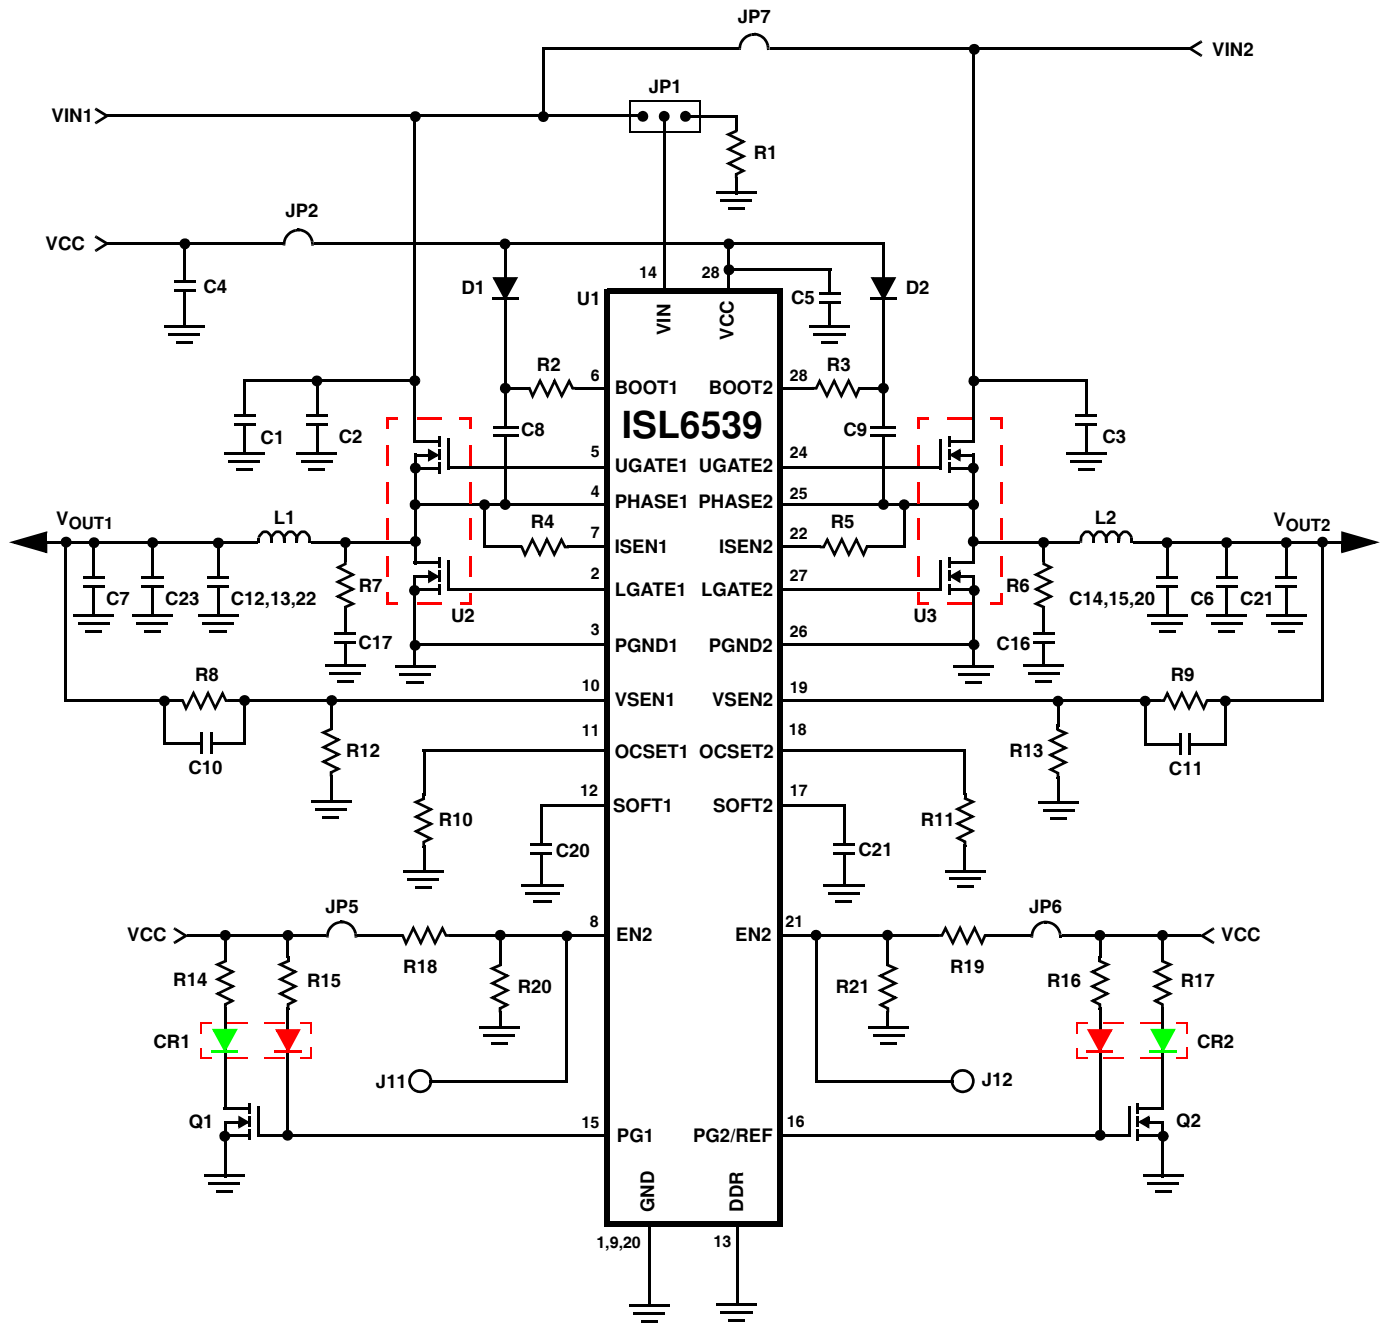 JP7
VIN2
JP1
VIN1
R1
JP2
VCC
14
28
D1
U1
C5
D2
C4
VIN
VCC
R2
R3
6
BOOT1
BOOT2
28
ISL6539
C1
C2
C8
C9
C3
5
UGATE1
UGATE2
24
4
PHASE1
PHASE2
25
VOUT1
L1
R4
R5
L2
VOUT2
7
ISEN1
ISEN2
22
2
LGATE1
LGATE2
27
C7
C23
C12,13,22
R7
U2
U3
R6
C14,15,20
C6
C21
3
PGND1
PGND2
26
C17
C16
R8
R9
10
VSEN1
VSEN2
19
11
OCSET1
OCSET2
18
R12
R13
C10
C11
12
SOFT1
SOFT2
17
R10
R11
C20
C21
JP5
JP6
VCC
8
EN2
EN2
21
VCC
R14
R15
R18
R20
R21
R19
R16
R17
CR1
CR2
J11
J12
Q1
15
PG1
PG2/REF
16
Q2
GND
DDR
1,9,20
13